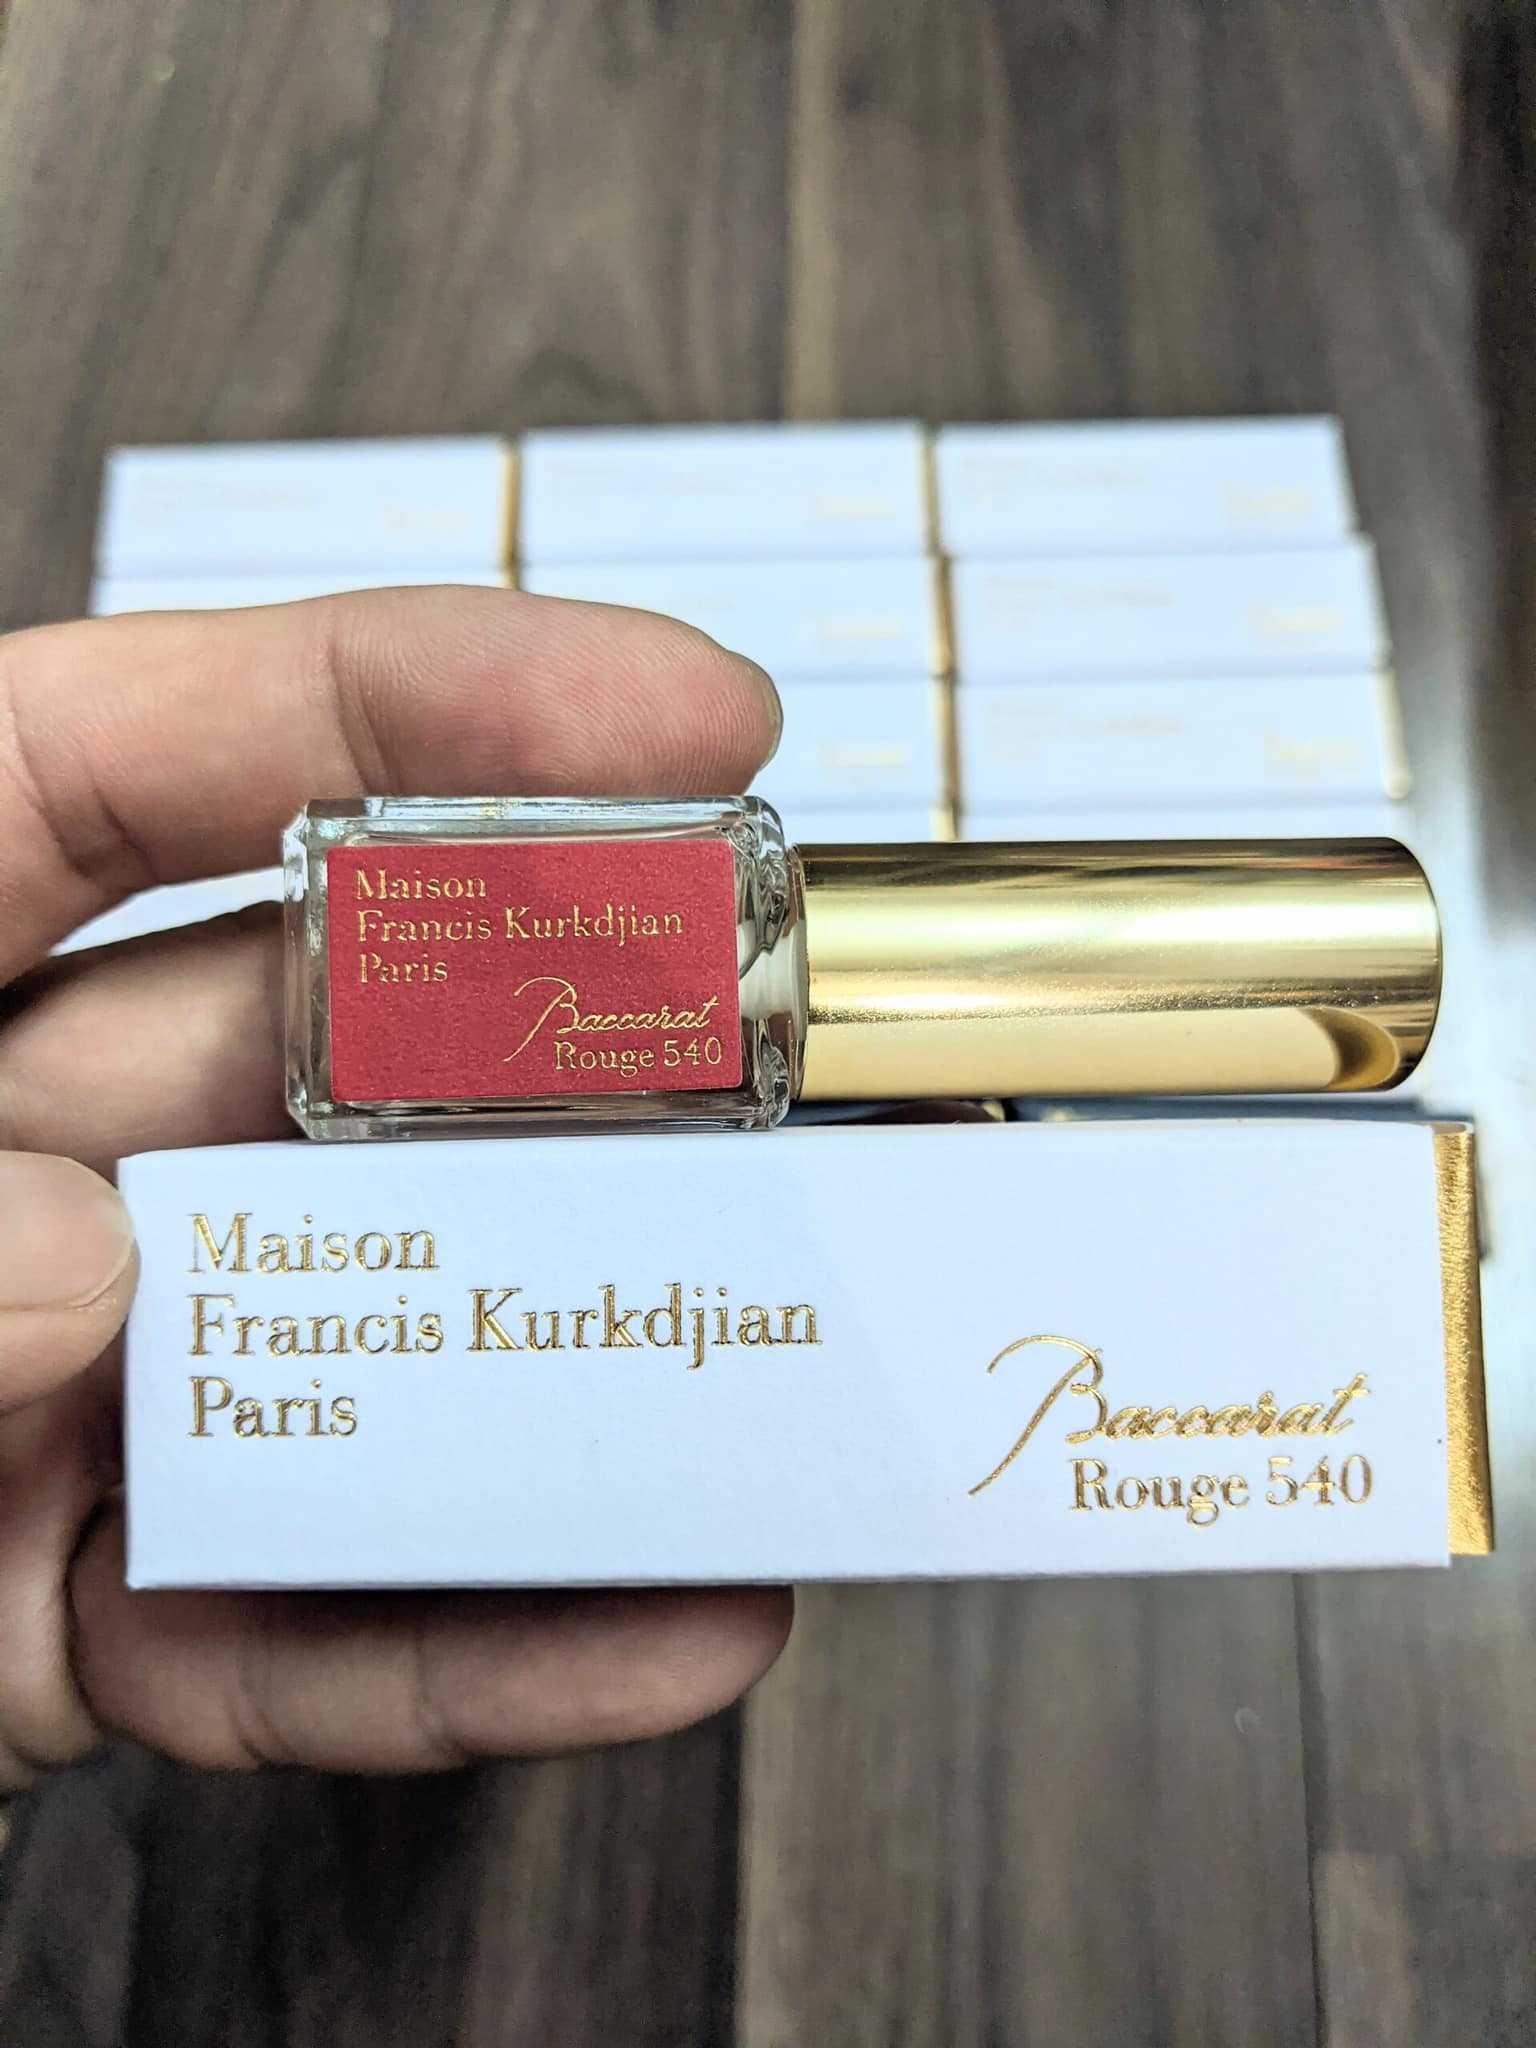 Maison
Francis Kurkdjian
Paris
Baccarat
Rouge 540
Maison
Francis Kurkdjian
Paris
Baccarat
Rouge 540